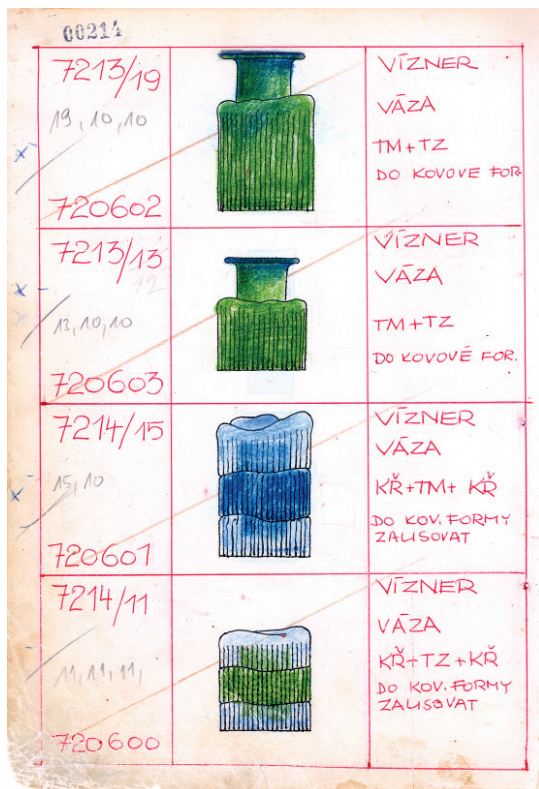 00214
7213/19
19, 10, 10
720602
VÍZNER
VÁZA
TM+TZ
DO KOVOVE FOR.
7213/13
12
13, 10, 10
720603
VÍZNER
VÁZA
TM+TZ
DO KOVOVÉ FOR.
7214/15
15, 10
720601
VÍZNER
VÁZA
KŘ+TM+KŘ
DO KOV. FORMY
ZALISOVAT
7214/11
11, 11, 11,
720600
VÍZNER
VÁZA
KŘ+TZ+KŘ
DO KOV. FORMY
ZALISOVAT